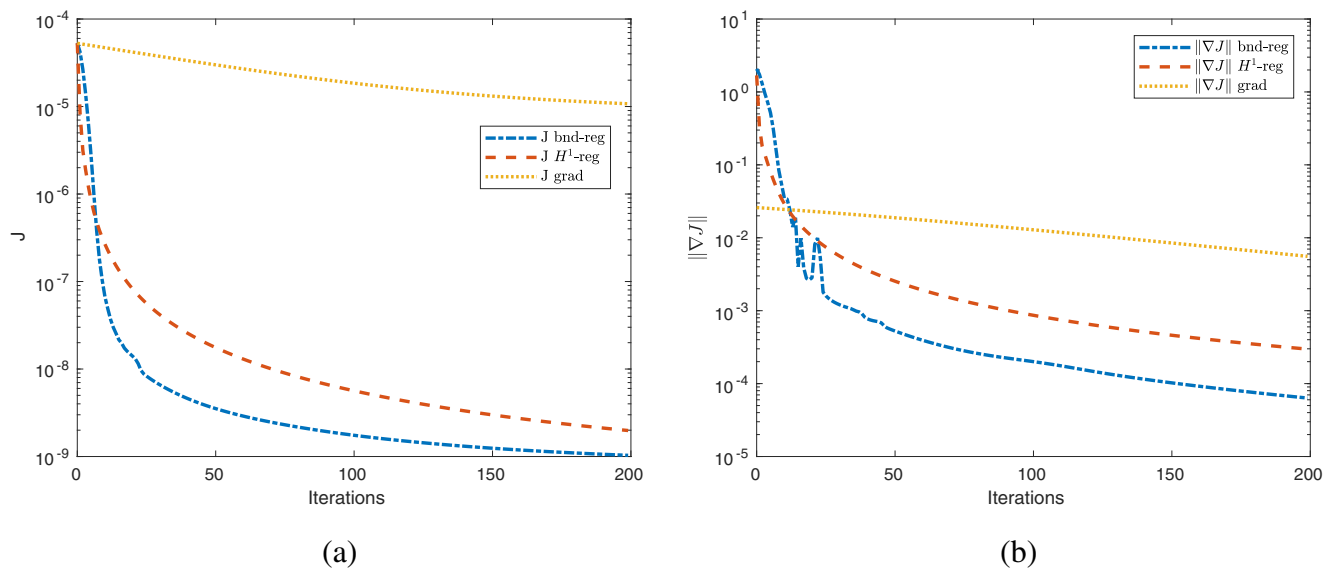 10^-4
10^-5
10^-6
10^-7
10^-8
10^-9
J
0 50 100 150 200
Iterations
J bnd-reg
J H^1-reg
J grad
(a)
10^1
10^0
10^-1
10^-2
10^-3
10^-4
10^-5
‖∇J‖
0 50 100 150 200
Iterations
‖∇J‖ bnd-reg
‖∇J‖ H^1-reg
‖∇J‖ grad
(b)